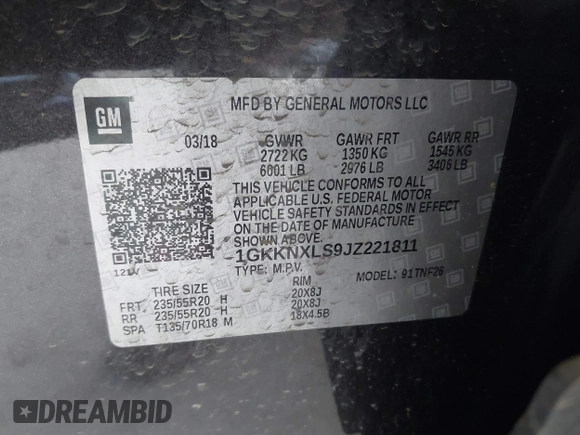 GM
MFD BY GENERAL MOTORS LLC
03/18 GVWR GAWR FRT GAWR RR
2722 KG 1350 KG 1545 KG
6001 LB 2976 LB 3406 LB
THIS VEHICLE CONFORMS TO ALL
APPLICABLE U.S. FEDERAL MOTOR
VEHICLE SAFETY STANDARDS IN EFFECT
ON THE DATE OF MANUFACTURE
SHOWN ABOVE.
1GKKNXLS9JZ221811
TYPE: M.P.V. MODEL: 91TNF26
121V
TIRE SIZE RIM
FRT 235/55R20 H 20X8J
RR 235/55R20 H 20X8J
SPA T135/70R18 M 18X4.5B
DREAMBID